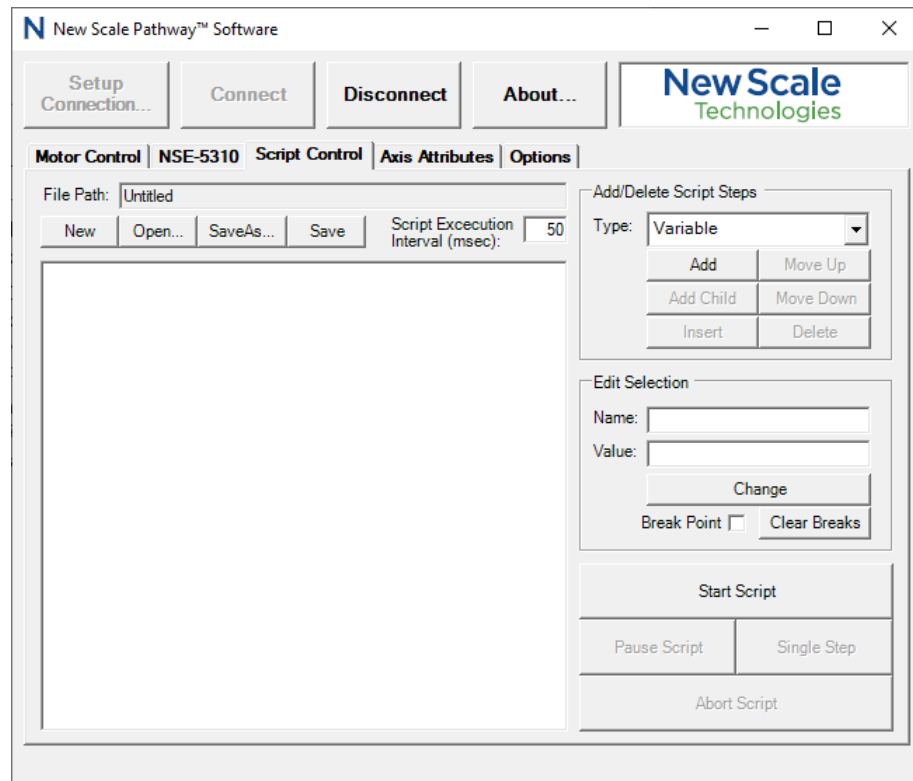 N New Scale Pathway™ Software
Setup
Connection...
Connect
Disconnect
About...
New Scale
Technologies
Motor Control
NSE-5310
Script Control
Axis Attributes
Options
File Path: Untitled
New
Open...
SaveAs...
Save
Script Excecution
Interval (msec):
50
Add/Delete Script Steps
Type: Variable
Add
Move Up
Add Child
Move Down
Insert
Delete
Edit Selection
Name:
Value:
Change
Break Point
Clear Breaks
Start Script
Pause Script
Single Step
Abort Script